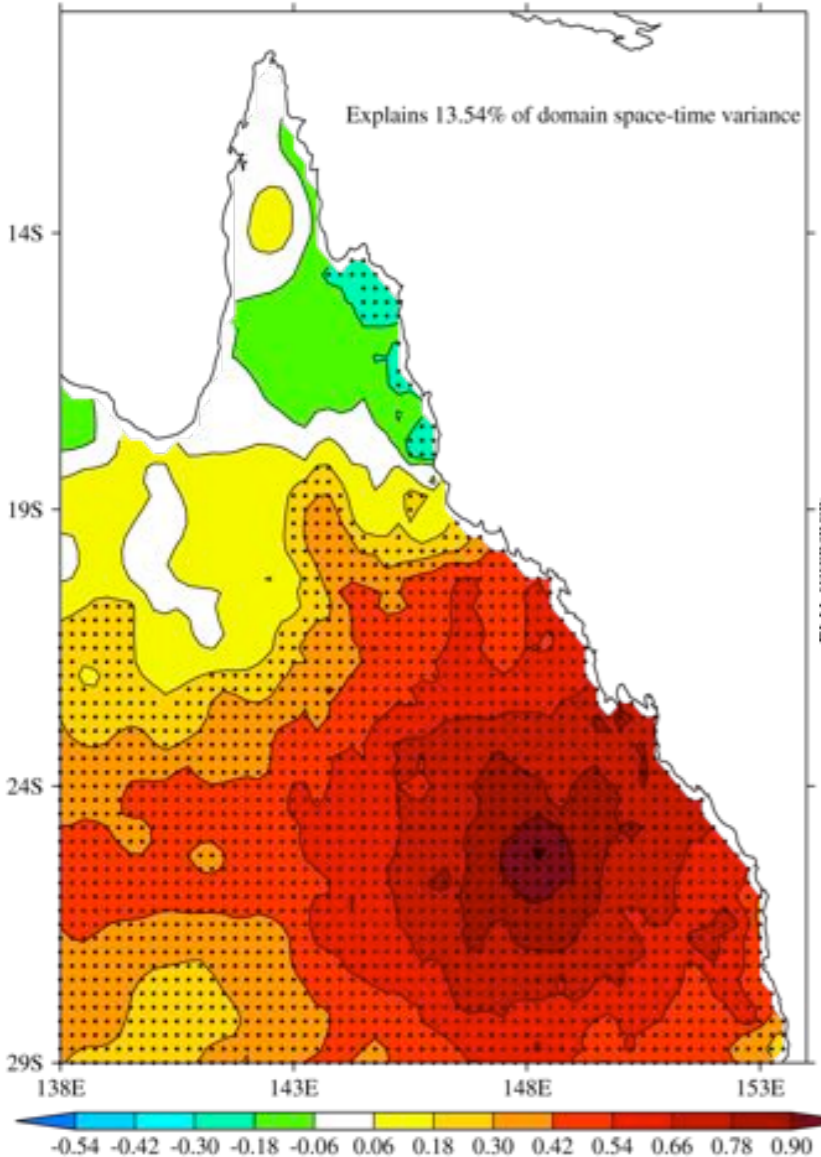 Explains 13.54% of domain space-time variance
14S
19S
24S
29S
138E 143E 148E 153E
-0.54 -0.42 -0.30 -0.18 -0.06 0.06 0.18 0.30 0.42 0.54 0.66 0.78 0.90